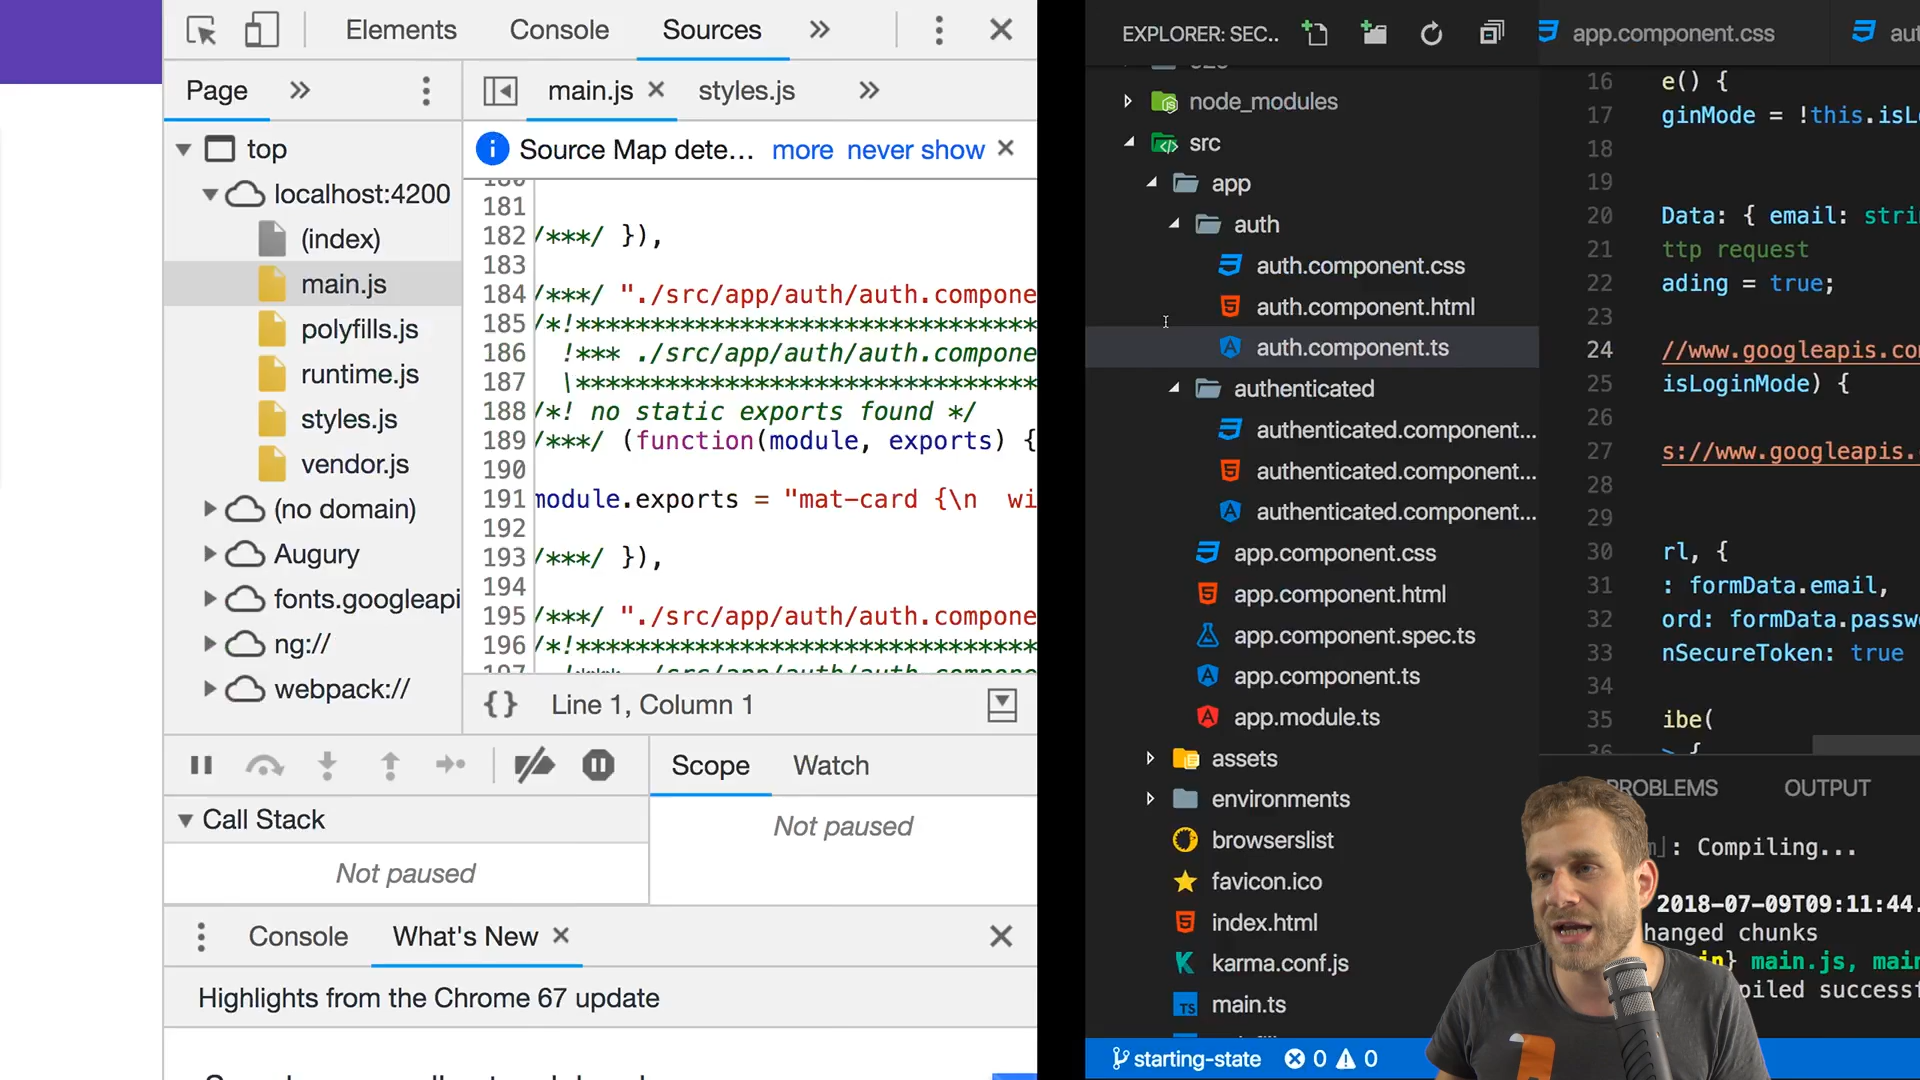 Elements Console Sources »
Page »
main.js × styles.js »
Source Map dete... more never show ×
top
localhost:4200
(index)
main.js
polyfills.js
runtime.js
styles.js
vendor.js
(no domain)
Augury
fonts.googleapi
ng://
webpack://
181
182 /***/ }),
183
184 /***/ "./src/app/auth/auth.compone
185 /*!*****************************
186 !*** ./src/app/auth/auth.compone
187 \****************************
188 /*! no static exports found */
189 /***/ (function(module, exports) {
190
191 module.exports = "mat-card {\n wi
192
193 /***/ }),
194
195 /***/ "./src/app/auth/auth.compone
196 /*!*****************************
197
{} Line 1, Column 1
Scope Watch
Call Stack
Not paused
Not paused
Console What's New ×
Highlights from the Chrome 67 update
EXPLORER: SEC...
node_modules
src
app
auth
auth.component.css
auth.component.html
auth.component.ts
authenticated
authenticated.component...
authenticated.component...
authenticated.component...
app.component.css
app.component.html
app.component.spec.ts
app.component.ts
app.module.ts
assets
environments
browserslist
favicon.ico
index.html
karma.conf.js
main.ts
starting-state 0 0
app.component.css
16 e() {
17 ginMode = !this.isL
18
19
20 Data: { email: strin
21 ttp request
22 ading = true;
23
24 //www.googleapis.co
25 isLoginMode) {
26
27 s://www.googleapis.
28
29
30 rl, {
31 : formData.email,
32 ord: formData.passw
33 nSecureToken: true
34
35 ibe(
36 > {
PROBLEMS OUTPUT
: Compiling...
2018-07-09T09:11:44.
hanged chunks
in} main.js, main
piled successf